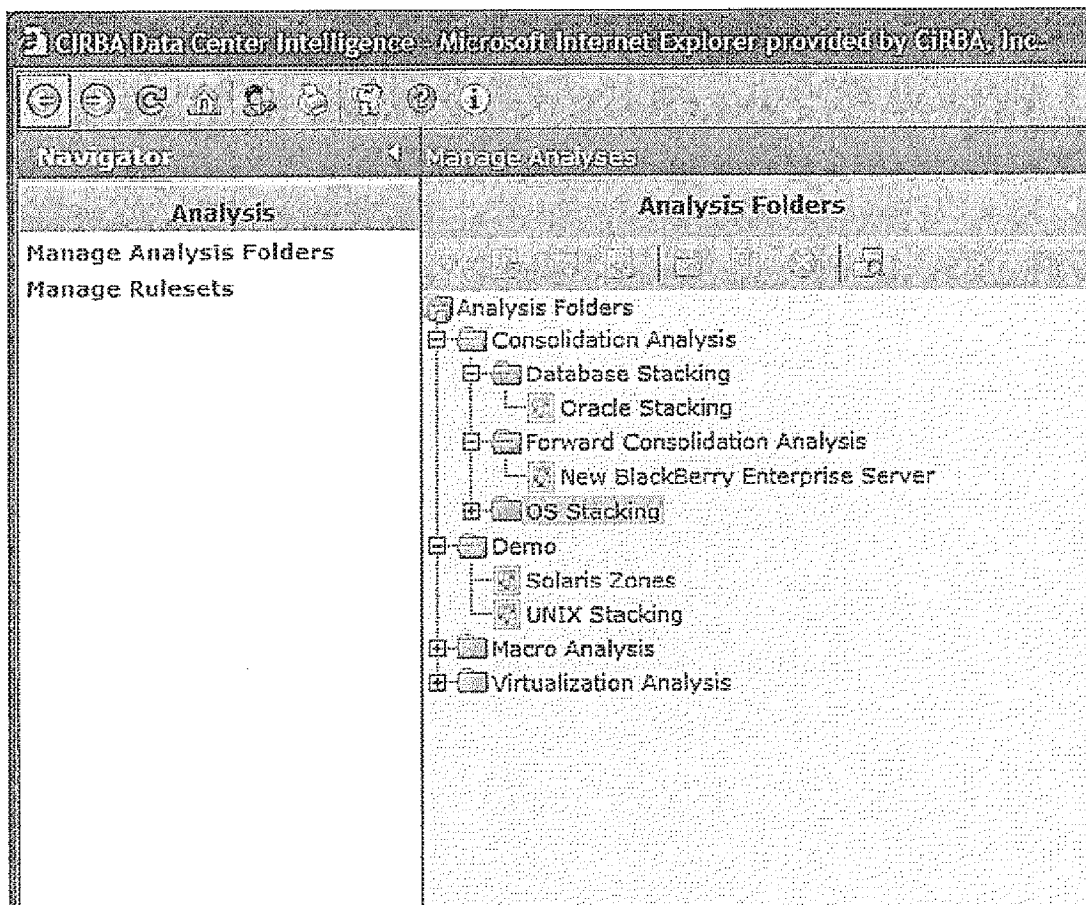 CIRBA Data Center Intelligence - Microsoft Internet Explorer provided by CiRBA, Inc.
Navigator
Manage Analyses
Analysis
Analysis Folders
Manage Analysis Folders
Manage Rulesets
Analysis Folders
Consolidation Analysis
Database Stacking
Oracle Stacking
Forward Consolidation Analysis
New BlackBerry Enterprise Server
OS Stacking
Demo
Solaris Zones
UNIX Stacking
Macro Analysis
Virtualization Analysis